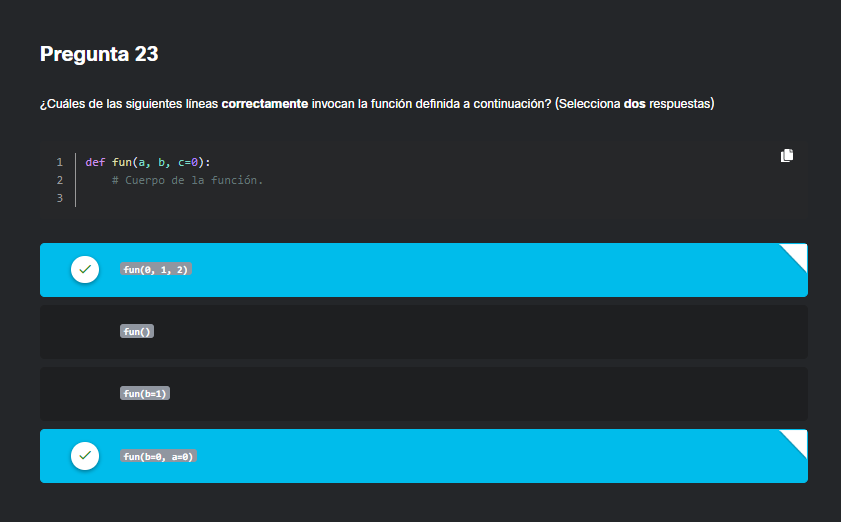 Pregunta 23
¿Cuáles de las siguientes líneas correctamente invocan la función definida a continuación? (Selecciona dos respuestas)
1 def fun(a, b, c=0):
2     # Cuerpo de la función.
3
fun(0, 1, 2)
fun()
fun(b=1)
fun(b=0, a=0)